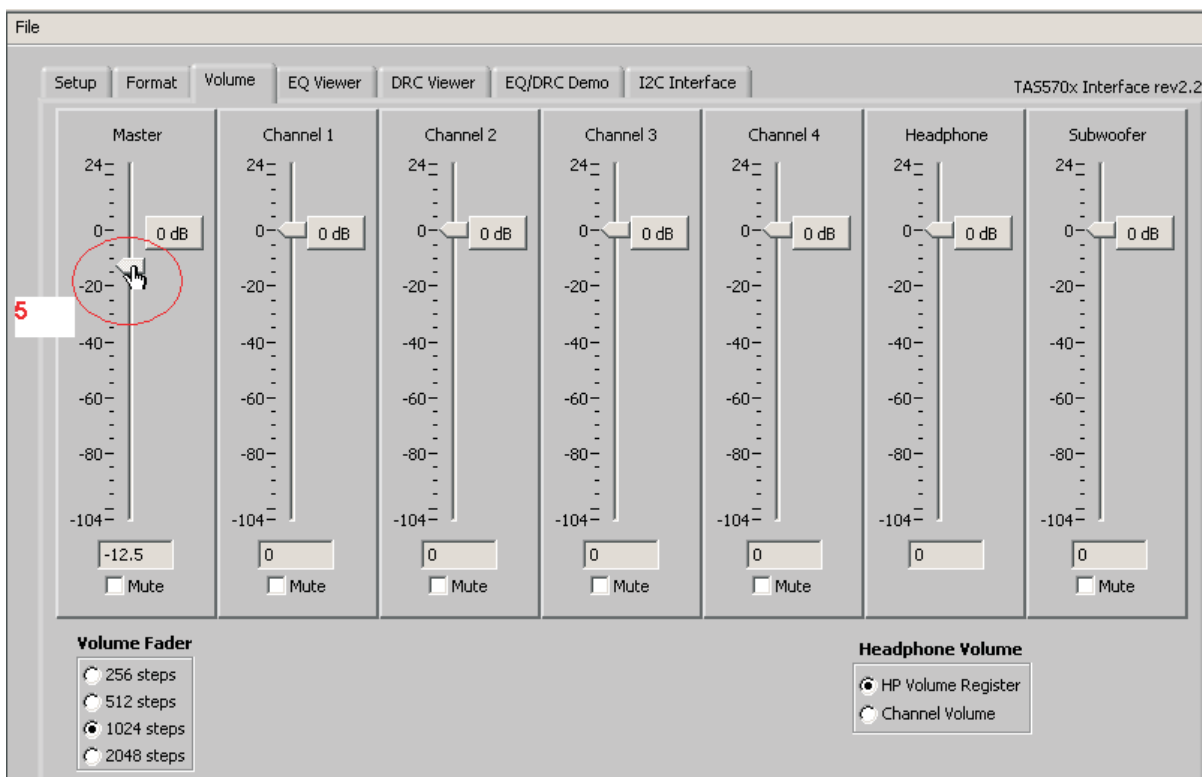 File
Setup Format Volume EQ Viewer DRC Viewer EQ/DRC Demo I2C Interface
TAS570x Interface rev2.2
Master
24
0
-20
-40
-60
-80
-104
0 dB
-12.5
Mute
5
Channel 1
24
0
-20
-40
-60
-80
-104
0 dB
0
Mute
Channel 2
24
0
-20
-40
-60
-80
-104
0 dB
0
Mute
Channel 3
24
0
-20
-40
-60
-80
-104
0 dB
0
Mute
Channel 4
24
0
-20
-40
-60
-80
-104
0 dB
0
Mute
Headphone
24
0
-20
-40
-60
-80
-104
0 dB
0
Subwoofer
24
0
-20
-40
-60
-80
-104
0 dB
0
Mute
Volume Fader
256 steps
512 steps
1024 steps
2048 steps
Headphone Volume
HP Volume Register
Channel Volume